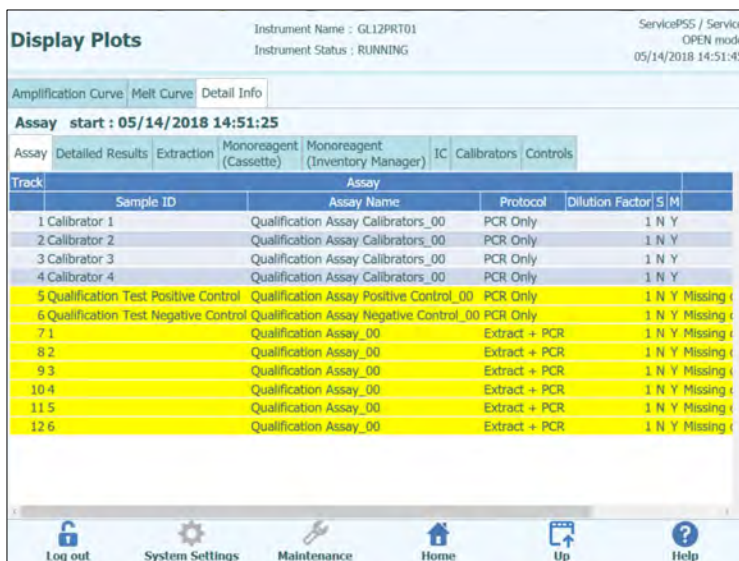 Display Plots
Instrument Name : GL12PRT01
Instrument Status : RUNNING
ServicePSS / Service
OPEN mode
05/14/2018 14:51:45
Amplification Curve Melt Curve Detail Info
Assay start : 05/14/2018 14:51:25
Assay Detailed Results Extraction Monoreagent (Cassette) Monoreagent (Inventory Manager) IC Calibrators Controls
Track Assay
Sample ID Assay Name Protocol Dilution Factor S M
1 Calibrator 1 Qualification Assay Calibrators_00 PCR Only 1 N Y
2 Calibrator 2 Qualification Assay Calibrators_00 PCR Only 1 N Y
3 Calibrator 3 Qualification Assay Calibrators_00 PCR Only 1 N Y
4 Calibrator 4 Qualification Assay Calibrators_00 PCR Only 1 N Y
5 Qualification Test Positive Control Qualification Assay Positive Control_00 PCR Only 1 N Y Missing
6 Qualification Test Negative Control Qualification Assay Negative Control_00 PCR Only 1 N Y Missing
7 1 Qualification Assay_00 Extract + PCR 1 N Y Missing
8 2 Qualification Assay_00 Extract + PCR 1 N Y Missing
9 3 Qualification Assay_00 Extract + PCR 1 N Y Missing
10 4 Qualification Assay_00 Extract + PCR 1 N Y Missing
11 5 Qualification Assay_00 Extract + PCR 1 N Y Missing
12 6 Qualification Assay_00 Extract + PCR 1 N Y Missing
Log out System Settings Maintenance Home Up Help